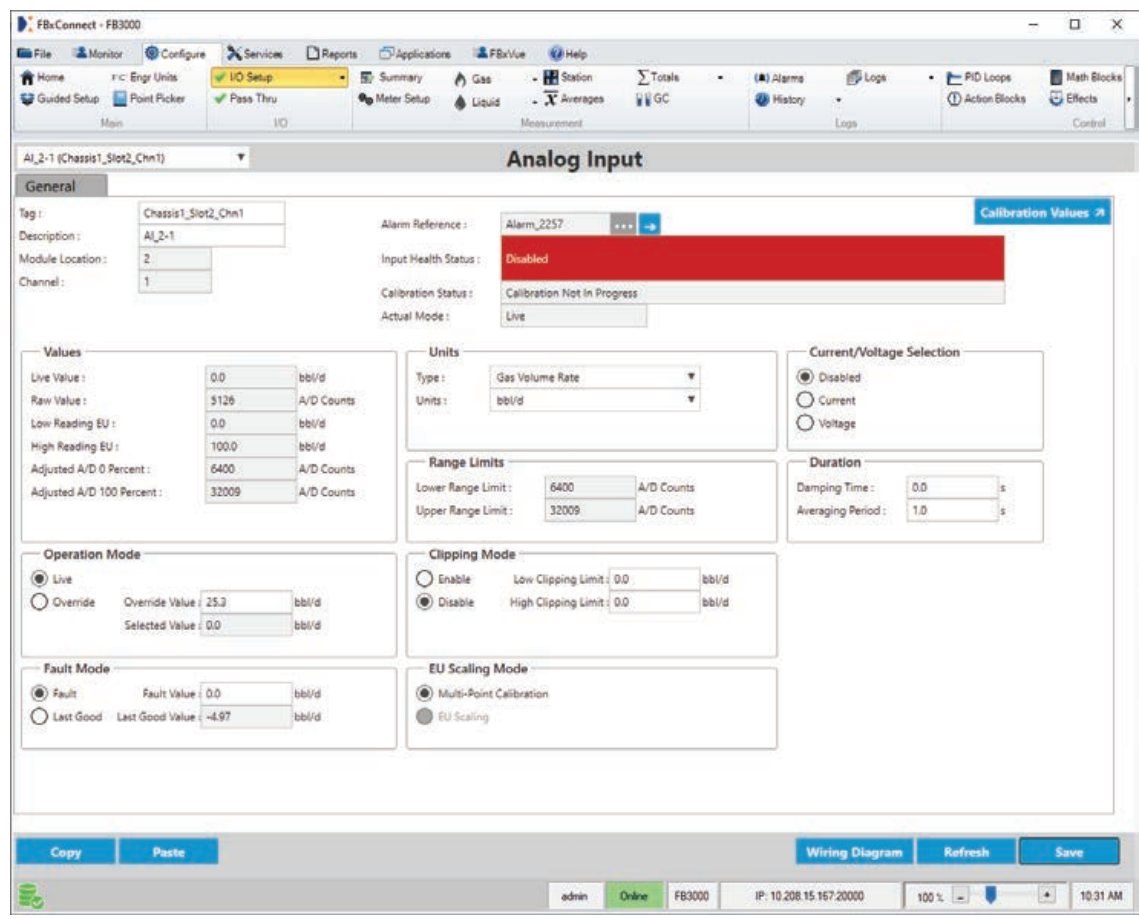 FBxConnect - FB3000
File Monitor Configure Services Reports Applications FBxVue Help
Home F:C Engr Units I/O Setup Summary Gas Station Totals Alarms Logs PID Loops Math Blocks
Guided Setup Point Picker Pass Thru Meter Setup Liquid X Averages GC History Action Blocks Effects
Main I/O Measurement Logs Control
AI_2-1 (Chassis1_Slot2_Chn1) Analog Input
General
Calibration Values
Tag : Chassis1_Slot2_Chn1 Alarm Reference : Alarm_2257 ...
Description : AI_2-1
Module Location : 2 Input Health Status : Disabled
Channel : 1 Calibration Status : Calibration Not In Progress
Actual Mode : Live
Values
Live Value : 0.0 bbl/d
Raw Value : 5126 A/D Counts
Low Reading EU : 0.0 bbl/d
High Reading EU : 100.0 bbl/d
Adjusted A/D 0 Percent : 6400 A/D Counts
Adjusted A/D 100 Percent : 32009 A/D Counts
Units
Type : Gas Volume Rate
Units : bbl/d
Current/Voltage Selection
Disabled
Current
Voltage
Range Limits
Lower Range Limit : 6400 A/D Counts
Upper Range Limit : 32009 A/D Counts
Duration
Damping Time : 0.0 s
Averaging Period : 1.0 s
Operation Mode
Live
Override Override Value : 25.3 bbl/d
Selected Value : 0.0 bbl/d
Clipping Mode
Enable Low Clipping Limit : 0.0 bbl/d
Disable High Clipping Limit : 0.0 bbl/d
Fault Mode
Fault Fault Value : 0.0 bbl/d
Last Good Last Good Value : -4.97 bbl/d
EU Scaling Mode
Multi-Point Calibration
EU Scaling
Copy Paste Wiring Diagram Refresh Save
admin Online FB3000 IP: 10.208.15.167:20000 100 % - + 10:31 AM